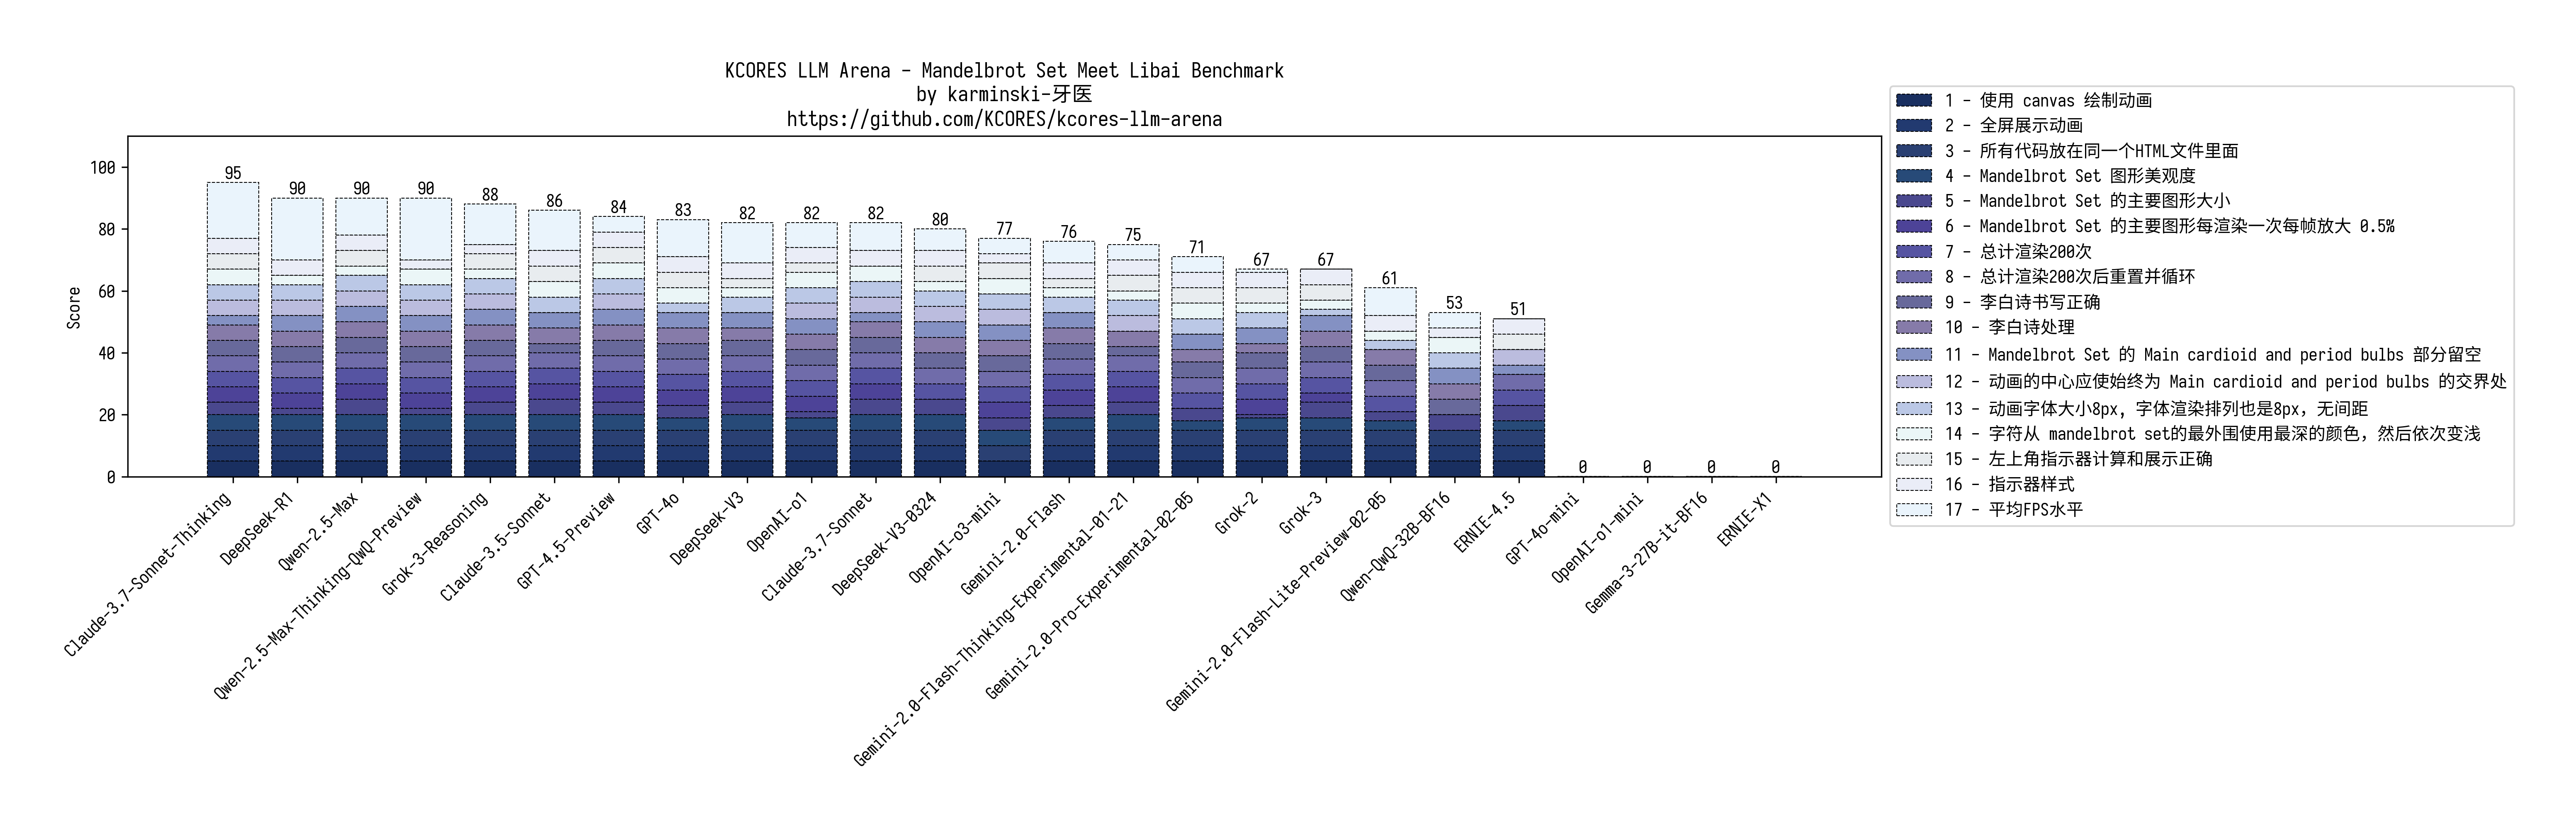 KCORES LLM Arena - Mandelbrot Set Meet Libai Benchmark
by karminski-牙医
https://github.com/KCORES/kcores-llm-arena
Score
100
80
60
40
20
0
95
90
90
90
88
86
84
83
82
82
82
80
77
76
75
71
67
67
61
53
51
0
0
0
0
Claude-3.7-Sonnet-Thinking
DeepSeek-R1
Qwen-2.5-Max
Qwen-2.5-Max-Thinking-QwQ-Preview
Grok-3-Reasoning
Claude-3.5-Sonnet
GPT-4.5-Preview
GPT-4o
DeepSeek-V3
OpenAI-o1
Claude-3.7-Sonnet
DeepSeek-V3-0324
OpenAI-o3-mini
Gemini-2.0-Flash
Gemini-2.0-Flash-Thinking-Experimental-01-21
Gemini-2.0-Pro-Experimental-02-05
Grok-2
Grok-3
Gemini-2.0-Flash-Lite-Preview-02-05
Qwen-QwQ-32B-BF16
ERNIE-4.5
GPT-4o-mini
OpenAI-o1-mini
Gemma-3-27B-it-BF16
ERNIE-X1
1 - 使用 canvas 绘制动画
2 - 全屏展示动画
3 - 所有代码放在同一个HTML文件里面
4 - Mandelbrot Set 图形美观度
5 - Mandelbrot Set 的主要图形大小
6 - Mandelbrot Set 的主要图形每渲染一次每帧放大 0.5%
7 - 总计渲染200次
8 - 总计渲染200次后重置并循环
9 - 李白诗书写正确
10 - 李白诗处理
11 - Mandelbrot Set 的 Main cardioid and period bulbs 部分留空
12 - 动画的中心应使始终为 Main cardioid and period bulbs 的交界处
13 - 动画字体大小8px, 字体渲染排列也是8px，无间距
14 - 字符从 mandelbrot set的最外围使用最深的颜色，然后依次变浅
15 - 左上角指示器计算和展示正确
16 - 指示器样式
17 - 平均FPS水平